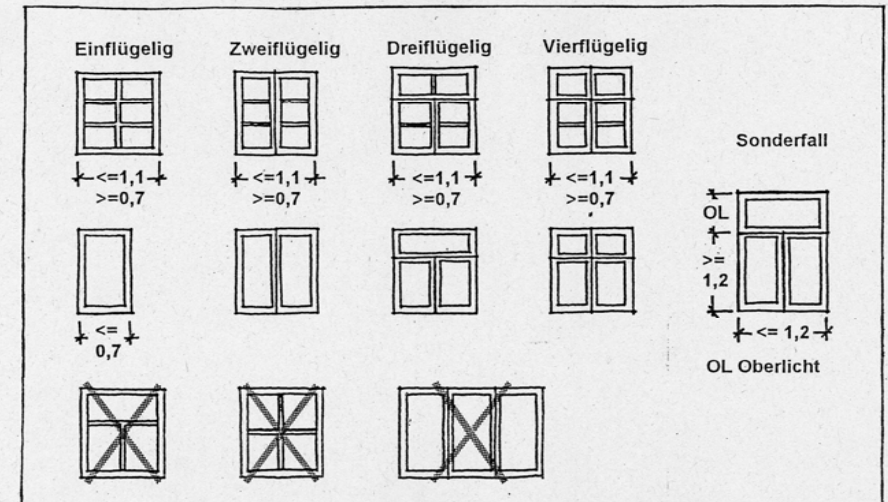 Einflügelig
Zweiflügelig
Dreiflügelig
Vierflügelig
<=1,1
>=0,7
<=1,1
>=0,7
<=1,1
>=0,7
<=1,1
>=0,7
<=
0,7
Sonderfall
OL
>=
1,2
<= 1,2
OL Oberlicht